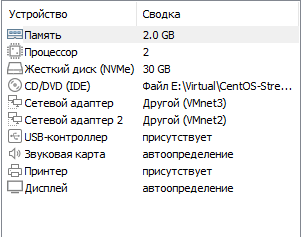 Устройство Сводка
Память 2.0 GB
Процессор 2
Жесткий диск (NVMe) 30 GB
CD/DVD (IDE) Файл E:\Virtual\CentOS-Stre...
Сетевой адаптер Другой (VMnet3)
Сетевой адаптер 2 Другой (VMnet2)
USB-контроллер присутствует
Звуковая карта автоопределение
Принтер присутствует
Дисплей автоопределение